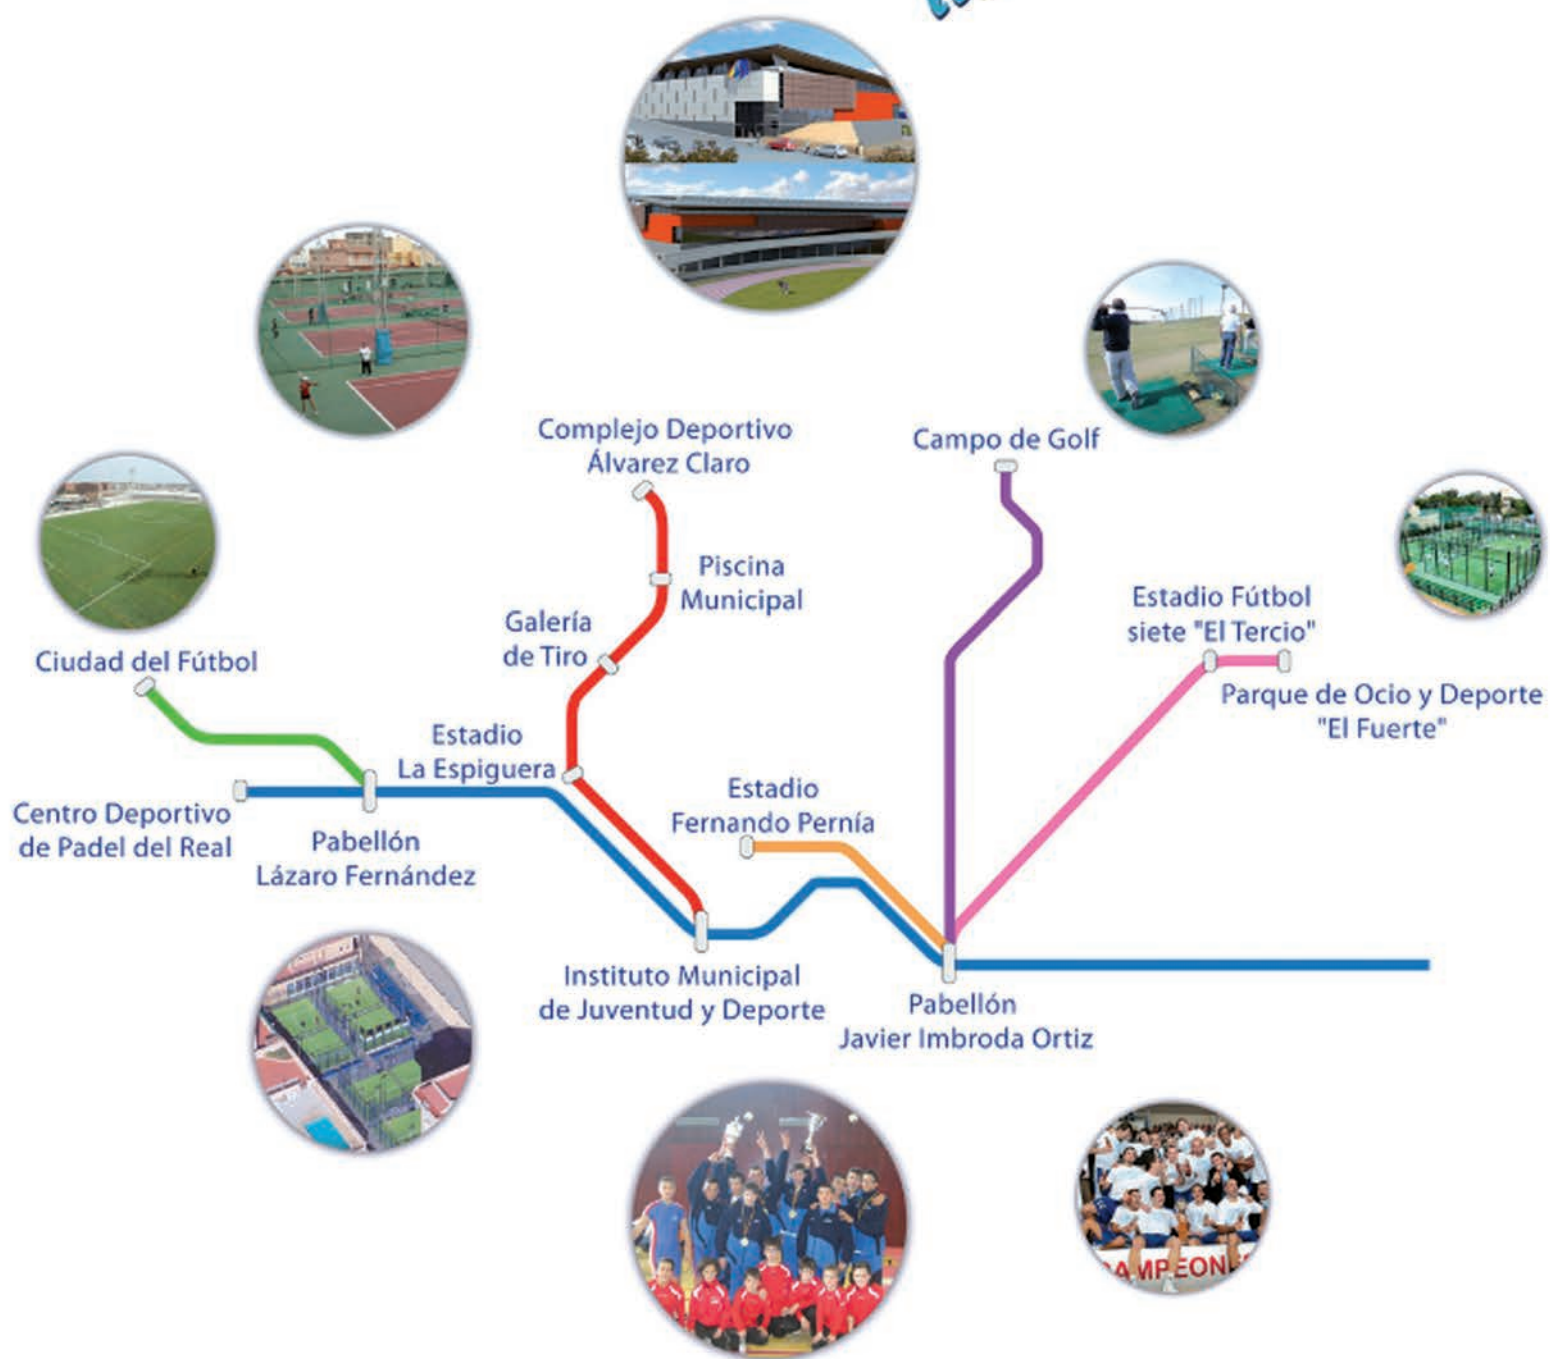 Complejo Deportivo
Álvarez Claro
Campo de Golf
Piscina
Municipal
Galería
de Tiro
Estadio Fútbol
siete "El Tercio"
Ciudad del Fútbol
Parque de Ocio y Deporte
"El Fuerte"
Estadio
La Espiguera
Centro Deportivo
de Padel del Real
Estadio
Fernando Pernía
Pabellón
Lázaro Fernández
Instituto Municipal
de Juventud y Deporte
Pabellón
Javier Imbroda Ortiz
AMPEON